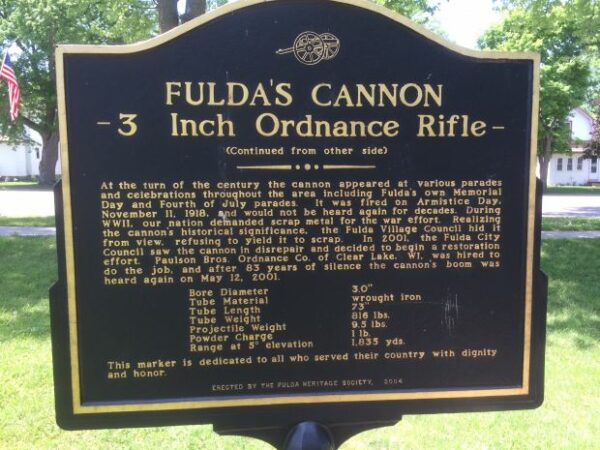 FULDA'S CANNON
- 3 Inch Ordnance Rifle -
(Continued from other side)
At the turn of the century the cannon appeared at various parades
and celebrations throughout the area including Fulda's own Memorial
Day and Fourth of July parades. It was fired on Armistice Day,
November 11, 1918, and would not be heard again for decades. During
WWII, our nation demanded scrap metal for the war effort. Realizing
the cannon's historical significance, the Fulda Village Council hid it
from view, refusing to yield it to scrap. In 2001, the Fulda City
Council saw the cannon in disrepair and decided to begin a restoration
effort. Paulson Bros. Ordnance Co. of Clear Lake, WI, was hired to
do the job, and after 83 years of silence the cannon's boom was
heard again on May 12, 2001.
Bore Diameter 3.0"
Tube Material wrought iron
Tube Length 73"
Tube Weight 816 lbs.
Projectile Weight 9.5 lbs.
Powder Charge 1 lb.
Range at 5° elevation 1,835 yds.
This marker is dedicated to all who served their country with dignity
and honor.
ERECTED BY THE FULDA HERITAGE SOCIETY, 2004